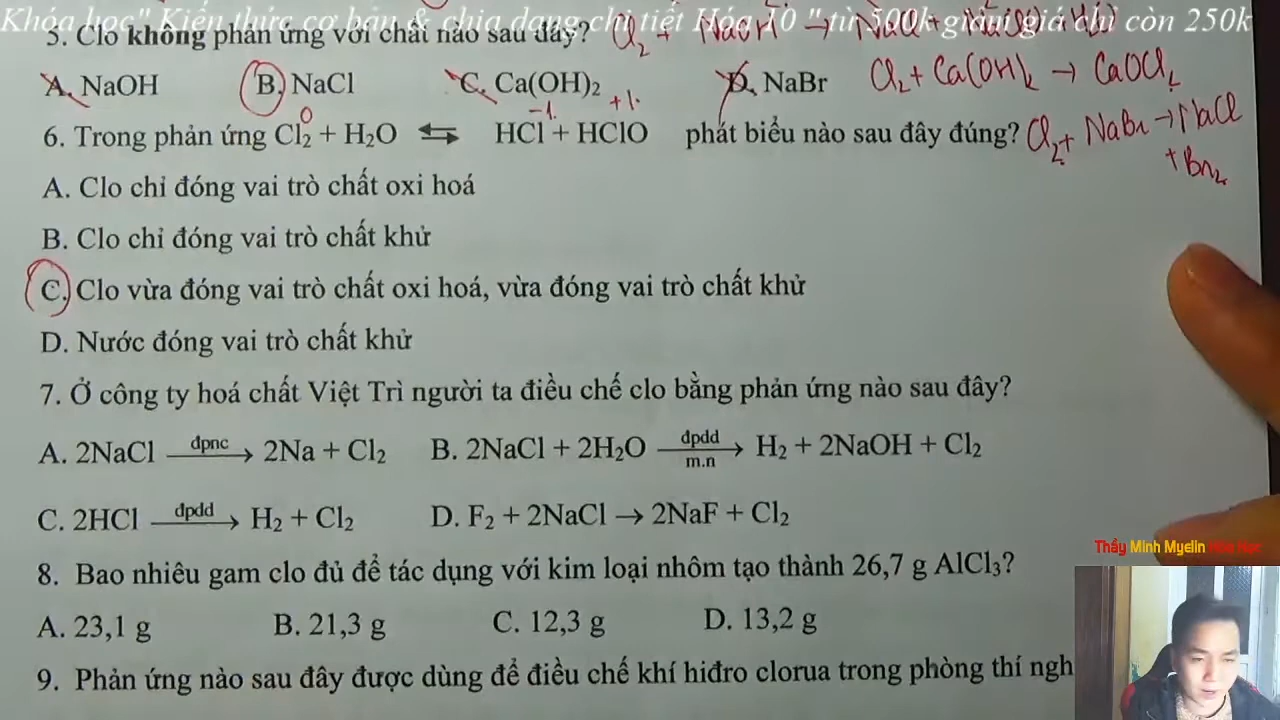 Khóa học" Kiến thức cơ bản & chia dạng chi tiết Hóa 10 " từ 500k giảm giá chỉ còn 250k
5. Clo không phản ứng với chất nào sau đây? Cl2 + NaOH → NaCl +
A. NaOH B. NaCl C. Ca(OH)2 D. NaBr Cl2 + Ca(OH)2 → CaOCl2
0 -1 +1
6. Trong phản ứng Cl2 + H2O ⇆ HCl + HClO phát biểu nào sau đây đúng? Cl2 + NaBr → NaCl
+ Br2
A. Clo chỉ đóng vai trò chất oxi hoá
B. Clo chỉ đóng vai trò chất khử
C. Clo vừa đóng vai trò chất oxi hoá, vừa đóng vai trò chất khử
D. Nước đóng vai trò chất khử
7. Ở công ty hoá chất Việt Trì người ta điều chế clo bằng phản ứng nào sau đây?
A. 2NaCl dpnc → 2Na + Cl2 B. 2NaCl + 2H2O dpdd m.n → H2 + 2NaOH + Cl2
C. 2HCl dpdd → H2 + Cl2 D. F2 + 2NaCl → 2NaF + Cl2
Thầy Minh Myelin Hóa Học
8. Bao nhiêu gam clo đủ để tác dụng với kim loại nhôm tạo thành 26,7 g AlCl3?
A. 23,1 g B. 21,3 g C. 12,3 g D. 13,2 g
9. Phản ứng nào sau đây được dùng để điều chế khí hiđro clorua trong phòng thí ngh